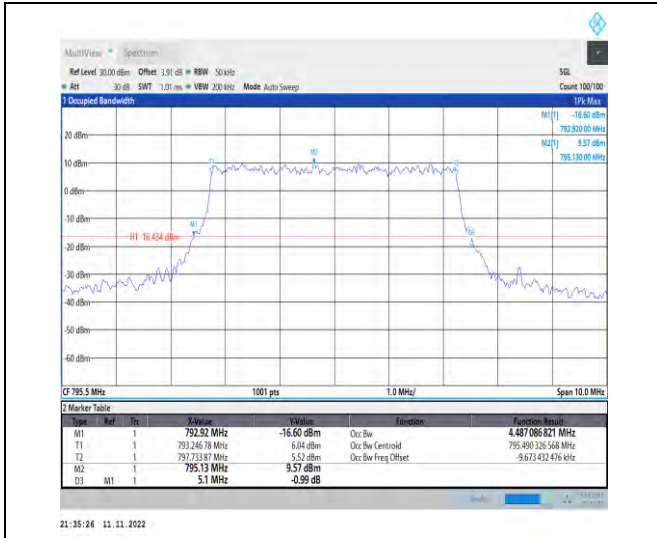 MultiView Spectrum
Ref Level 30.00 dBm Offset 3.91 dB RBW 50 kHz SGL
Att 30 dB SWT 1.01 ms VBW 200 kHz Mode Auto Sweep Count 100/100
1 Occupied Bandwidth 1Pk Max
M1[1] -16.60 dBm
792.92000 MHz
M2[1] 9.57 dBm
795.13000 MHz
20 dBm
10 dBm
0 dBm
-10 dBm
-20 dBm
-30 dBm
-40 dBm
-50 dBm
-60 dBm
M2
M1
H1 -16.434 dBm
CF 795.5 MHz 1001 pts 1.0 MHz/ Span 10.0 MHz
2 Marker Table
Type Ref Trc X-Value Y-Value Function Function Result
M1 1 792.92 MHz -16.60 dBm Occ Bw 4.487 086 821 MHz
T1 1 793.246 78 MHz 6.04 dBm Occ Bw Centroid 795.490 326 568 MHz
T2 1 797.733 87 MHz 5.52 dBm Occ Bw Freq Offset -9.673 432 476 kHz
M2 1 795.13 MHz 9.57 dBm
D3 M1 1 5.1 MHz -0.99 dB
21:35:26 11.11.2022